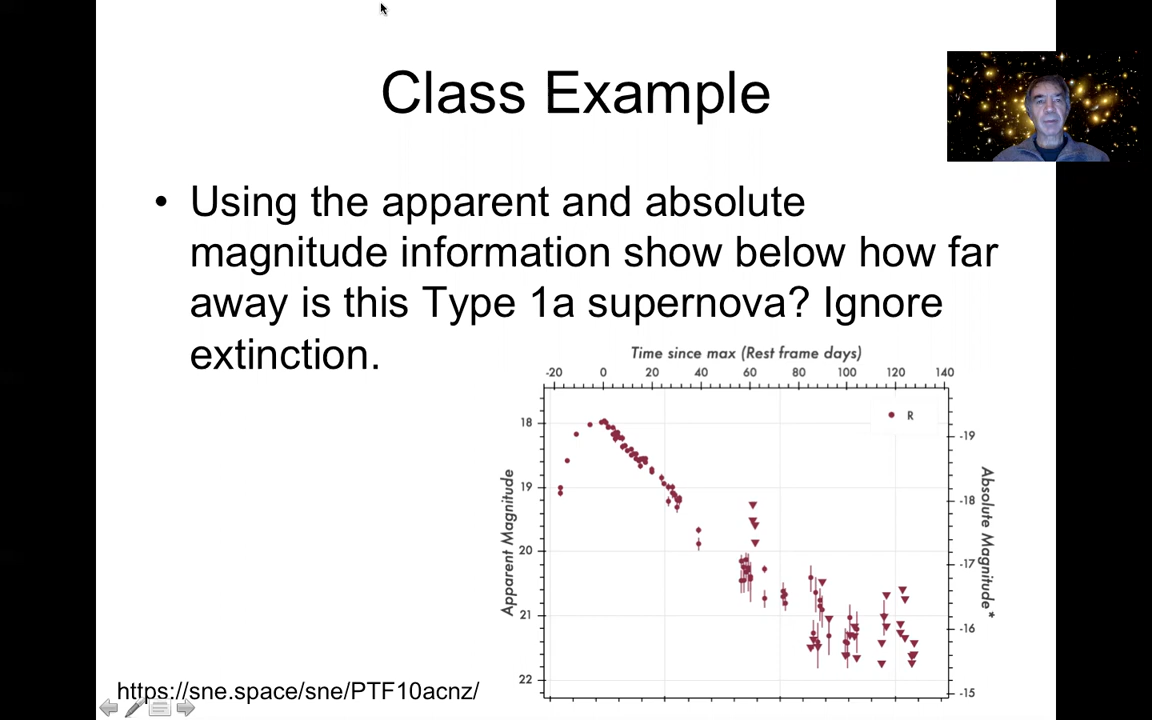 Class Example
• Using the apparent and absolute
magnitude information show below how far
away is this Type 1a supernova? Ignore
extinction.
Time since max (Rest frame days)
-20 0 20 40 60 80 100 120 140
R
Apparent Magnitude
18
19
20
21
22
Absolute Magnitude*
-19
-18
-17
-16
-15
https://sne.space/sne/PTF10acnz/